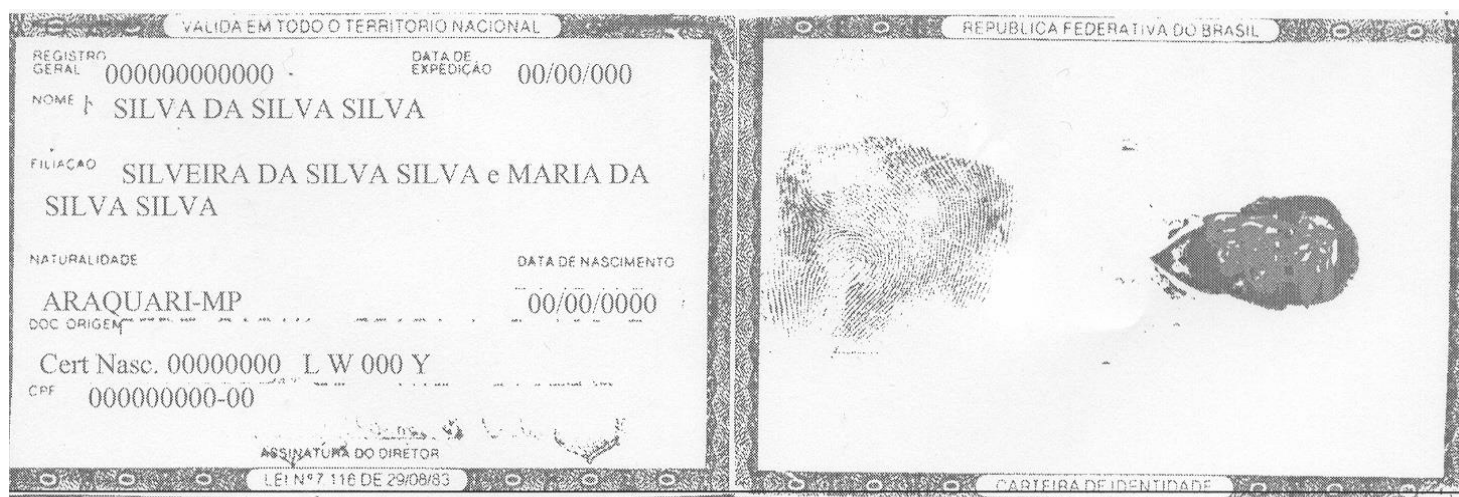 VALIDA EM TODO O TERRITORIO NACIONAL
REGISTRO GERAL 000000000000 DATA DE EXPEDIÇÃO 00/00/000
NOME SILVA DA SILVA SILVA
FILIAÇAO SILVEIRA DA SILVA SILVA e MARIA DA
SILVA SILVA
NATURALIDADE DATA DE NASCIMENTO
ARAQUARI-MP 00/00/0000
DOC ORIGEM
Cert Nasc. 00000000 L W 000 Y
CPF 000000000-00
ASSINATURA DO DIRETOR
LEI Nº 7.116 DE 29/08/83
REPUBLICA FEDERATIVA DO BRASIL
CARTEIRA DE IDENTIDADE